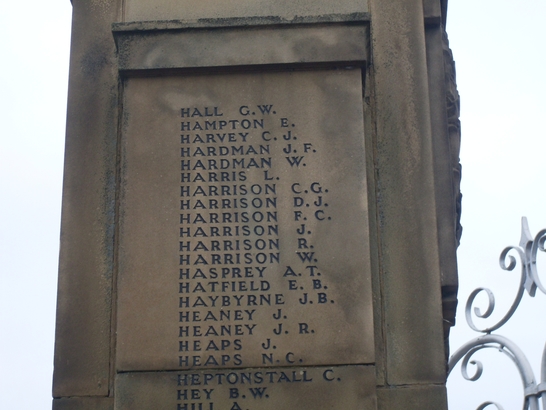 HALL G.W.
HAMPTON E.
HARVEY C.J.
HARDMAN J.F.
HARDMAN W.
HARRIS L.
HARRISON C.G.
HARRISON D.J.
HARRISON F.C.
HARRISON J.
HARRISON R.
HARRISON W.
HASPREY A.T.
HATFIELD E.B.
HAYBYRNE J.B.
HEANEY J.
HEANEY J.R.
HEAPS J.
HEAPS N.C.
HEPTONSTALL C.
HEY B.W.
HILL A.